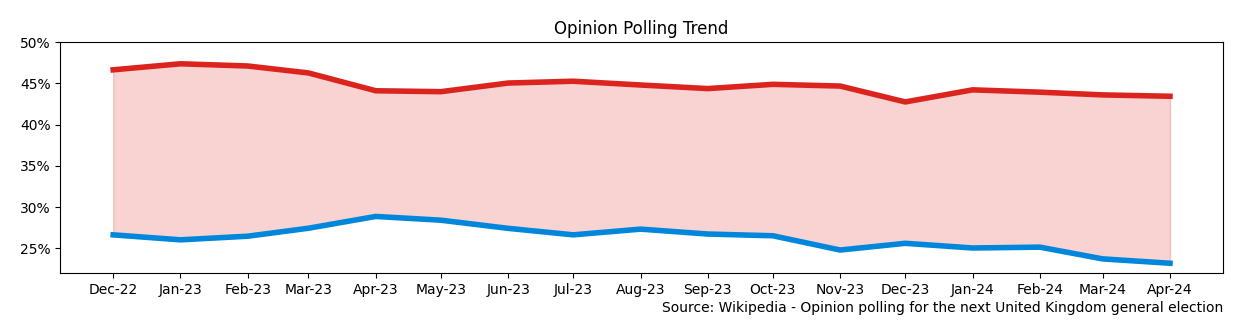 Opinion Polling Trend
50%
45%
40%
35%
30%
25%
Dec-22 Jan-23 Feb-23 Mar-23 Apr-23 May-23 Jun-23 Jul-23 Aug-23 Sep-23 Oct-23 Nov-23 Dec-23 Jan-24 Feb-24 Mar-24 Apr-24
Source: Wikipedia - Opinion polling for the next United Kingdom general election